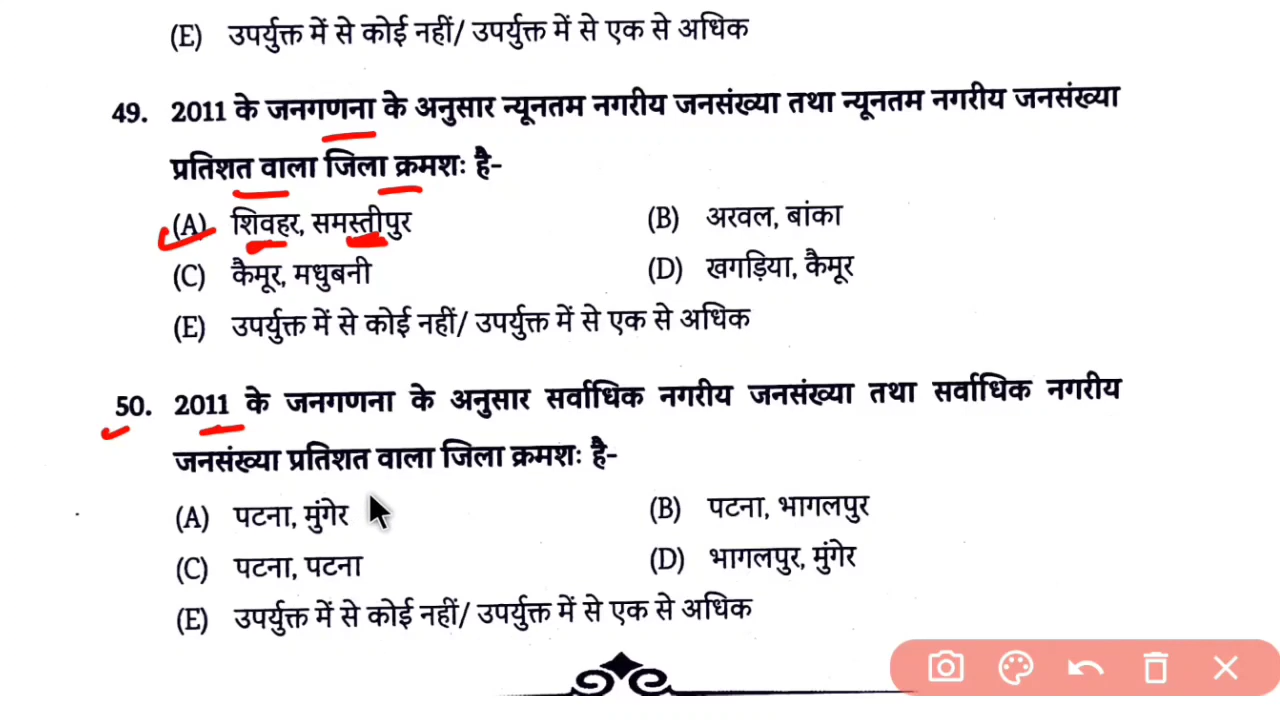 (E) उपर्युक्त में से कोई नहीं/ उपर्युक्त में से एक से अधिक
49. 2011 के जनगणना के अनुसार न्यूनतम नगरीय जनसंख्या तथा न्यूनतम नगरीय जनसंख्या
प्रतिशत वाला जिला क्रमशः है-
(A) शिवहर, समस्तीपुर (B) अरवल, बांका
(C) कैमूर, मधुबनी (D) खगड़िया, कैमूर
(E) उपर्युक्त में से कोई नहीं/ उपर्युक्त में से एक से अधिक
50. 2011 के जनगणना के अनुसार सर्वाधिक नगरीय जनसंख्या तथा सर्वाधिक नगरीय
जनसंख्या प्रतिशत वाला जिला क्रमशः है-
(A) पटना, मुंगेर (B) पटना, भागलपुर
(C) पटना, पटना (D) भागलपुर, मुंगेर
(E) उपर्युक्त में से कोई नहीं/ उपर्युक्त में से एक से अधिक